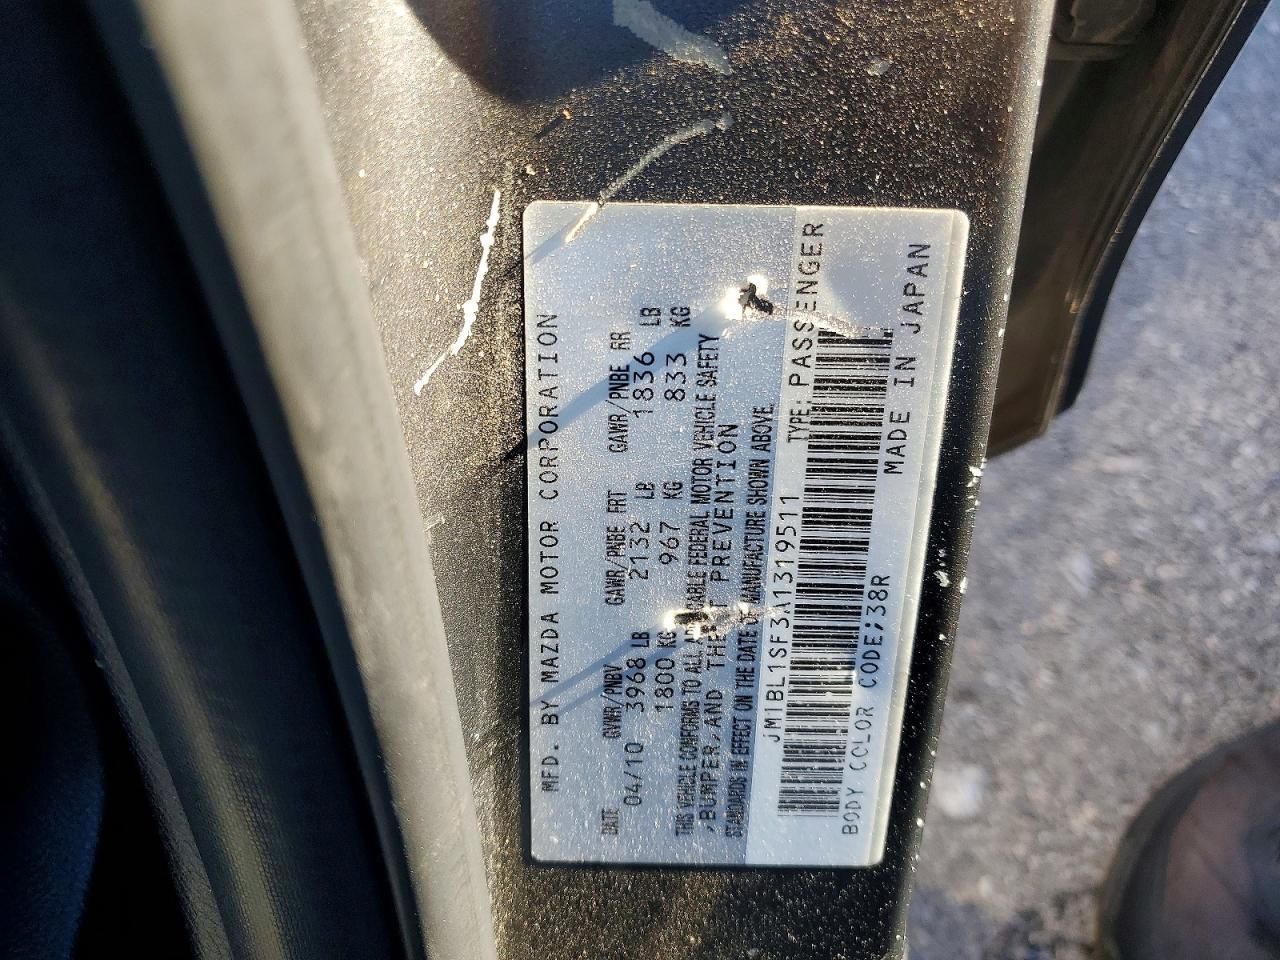 MFD. BY MAZDA MOTOR CORPORATION
DATE GVWR/PNBV GAWR/PNBE FRT GAWR/PNBE RR
04/10 3968 LB 2132 LB 1836 LB
1800 KG 967 KG 833 KG
THIS VEHICLE CONFORMS TO ALL APPLICABLE FEDERAL MOTOR VEHICLE SAFETY
,BUMPER,AND THEFT PREVENTION
STANDARDS IN EFFECT ON THE DATE OF MANUFACTURE SHOWN ABOVE.
JM1BL1SF3A1319511 TYPE: PASSENGER
BODY COLOR CODE;38R MADE IN JAPAN